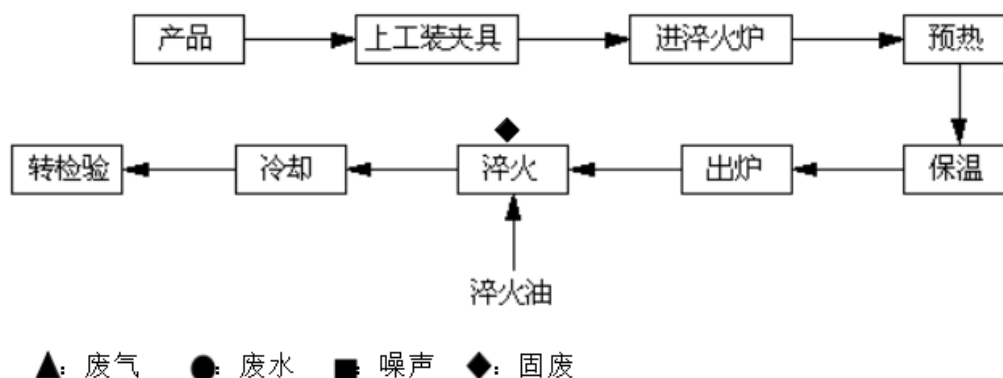 产品 上工装夹具 进淬火炉 预热
转检验 冷却 淬火 出炉 保温
淬火油
▲：废气 ●：废水 ■：噪声 ◆：固废